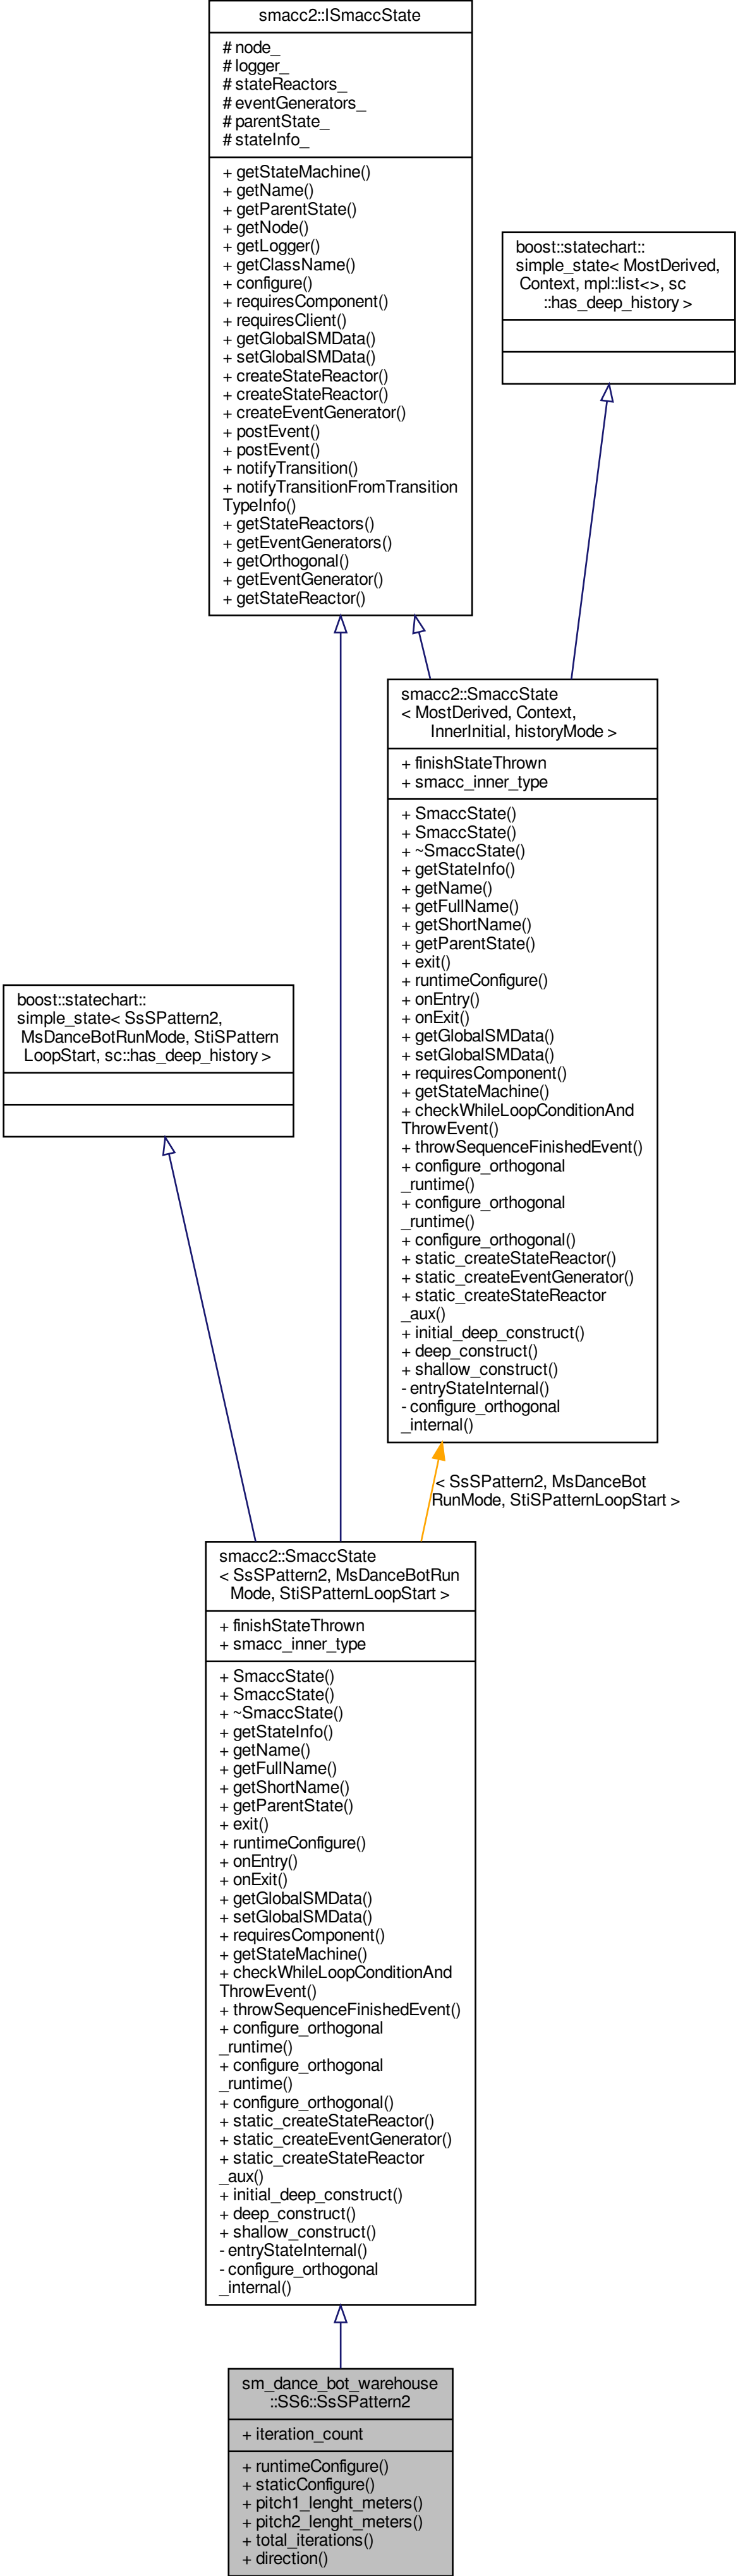 smacc2::ISmaccState
# node_
# logger_
# stateReactors_
# eventGenerators_
# parentState_
# stateInfo_
+ getStateMachine()
+ getName()
+ getParentState()
+ getNode()
+ getLogger()
+ getClassName()
+ configure()
+ requiresComponent()
+ requiresClient()
+ getGlobalSMData()
+ setGlobalSMData()
+ createStateReactor()
+ createStateReactor()
+ createEventGenerator()
+ postEvent()
+ postEvent()
+ notifyTransition()
+ notifyTransitionFromTransition
TypeInfo()
+ getStateReactors()
+ getEventGenerators()
+ getOrthogonal()
+ getEventGenerator()
+ getStateReactor()
boost::statechart::
simple_state< MostDerived,
Context, mpl::list<>, sc
::has_deep_history >
smacc2::SmaccState
< MostDerived, Context,
InnerInitial, historyMode >
+ finishStateThrown
+ smacc_inner_type
+ SmaccState()
+ SmaccState()
+ ~SmaccState()
+ getStateInfo()
+ getName()
+ getFullName()
+ getShortName()
+ getParentState()
+ exit()
+ runtimeConfigure()
+ onEntry()
+ onExit()
+ getGlobalSMData()
+ setGlobalSMData()
+ requiresComponent()
+ getStateMachine()
+ checkWhileLoopConditionAnd
ThrowEvent()
+ throwSequenceFinishedEvent()
+ configure_orthogonal
_runtime()
+ configure_orthogonal
_runtime()
+ configure_orthogonal()
+ static_createStateReactor()
+ static_createEventGenerator()
+ static_createStateReactor
_aux()
+ initial_deep_construct()
+ deep_construct()
+ shallow_construct()
- entryStateInternal()
- configure_orthogonal
_internal()
boost::statechart::
simple_state< SsSPattern2,
MsDanceBotRunMode, StiSPattern
LoopStart, sc::has_deep_history >
< SsSPattern2, MsDanceBot
RunMode, StiSPatternLoopStart >
smacc2::SmaccState
< SsSPattern2, MsDanceBotRun
Mode, StiSPatternLoopStart >
+ finishStateThrown
+ smacc_inner_type
+ SmaccState()
+ SmaccState()
+ ~SmaccState()
+ getStateInfo()
+ getName()
+ getFullName()
+ getShortName()
+ getParentState()
+ exit()
+ runtimeConfigure()
+ onEntry()
+ onExit()
+ getGlobalSMData()
+ setGlobalSMData()
+ requiresComponent()
+ getStateMachine()
+ checkWhileLoopConditionAnd
ThrowEvent()
+ throwSequenceFinishedEvent()
+ configure_orthogonal
_runtime()
+ configure_orthogonal
_runtime()
+ configure_orthogonal()
+ static_createStateReactor()
+ static_createEventGenerator()
+ static_createStateReactor
_aux()
+ initial_deep_construct()
+ deep_construct()
+ shallow_construct()
- entryStateInternal()
- configure_orthogonal
_internal()
sm_dance_bot_warehouse
::SS6::SsSPattern2
+ iteration_count
+ runtimeConfigure()
+ staticConfigure()
+ pitch1_lenght_meters()
+ pitch2_lenght_meters()
+ total_iterations()
+ direction()